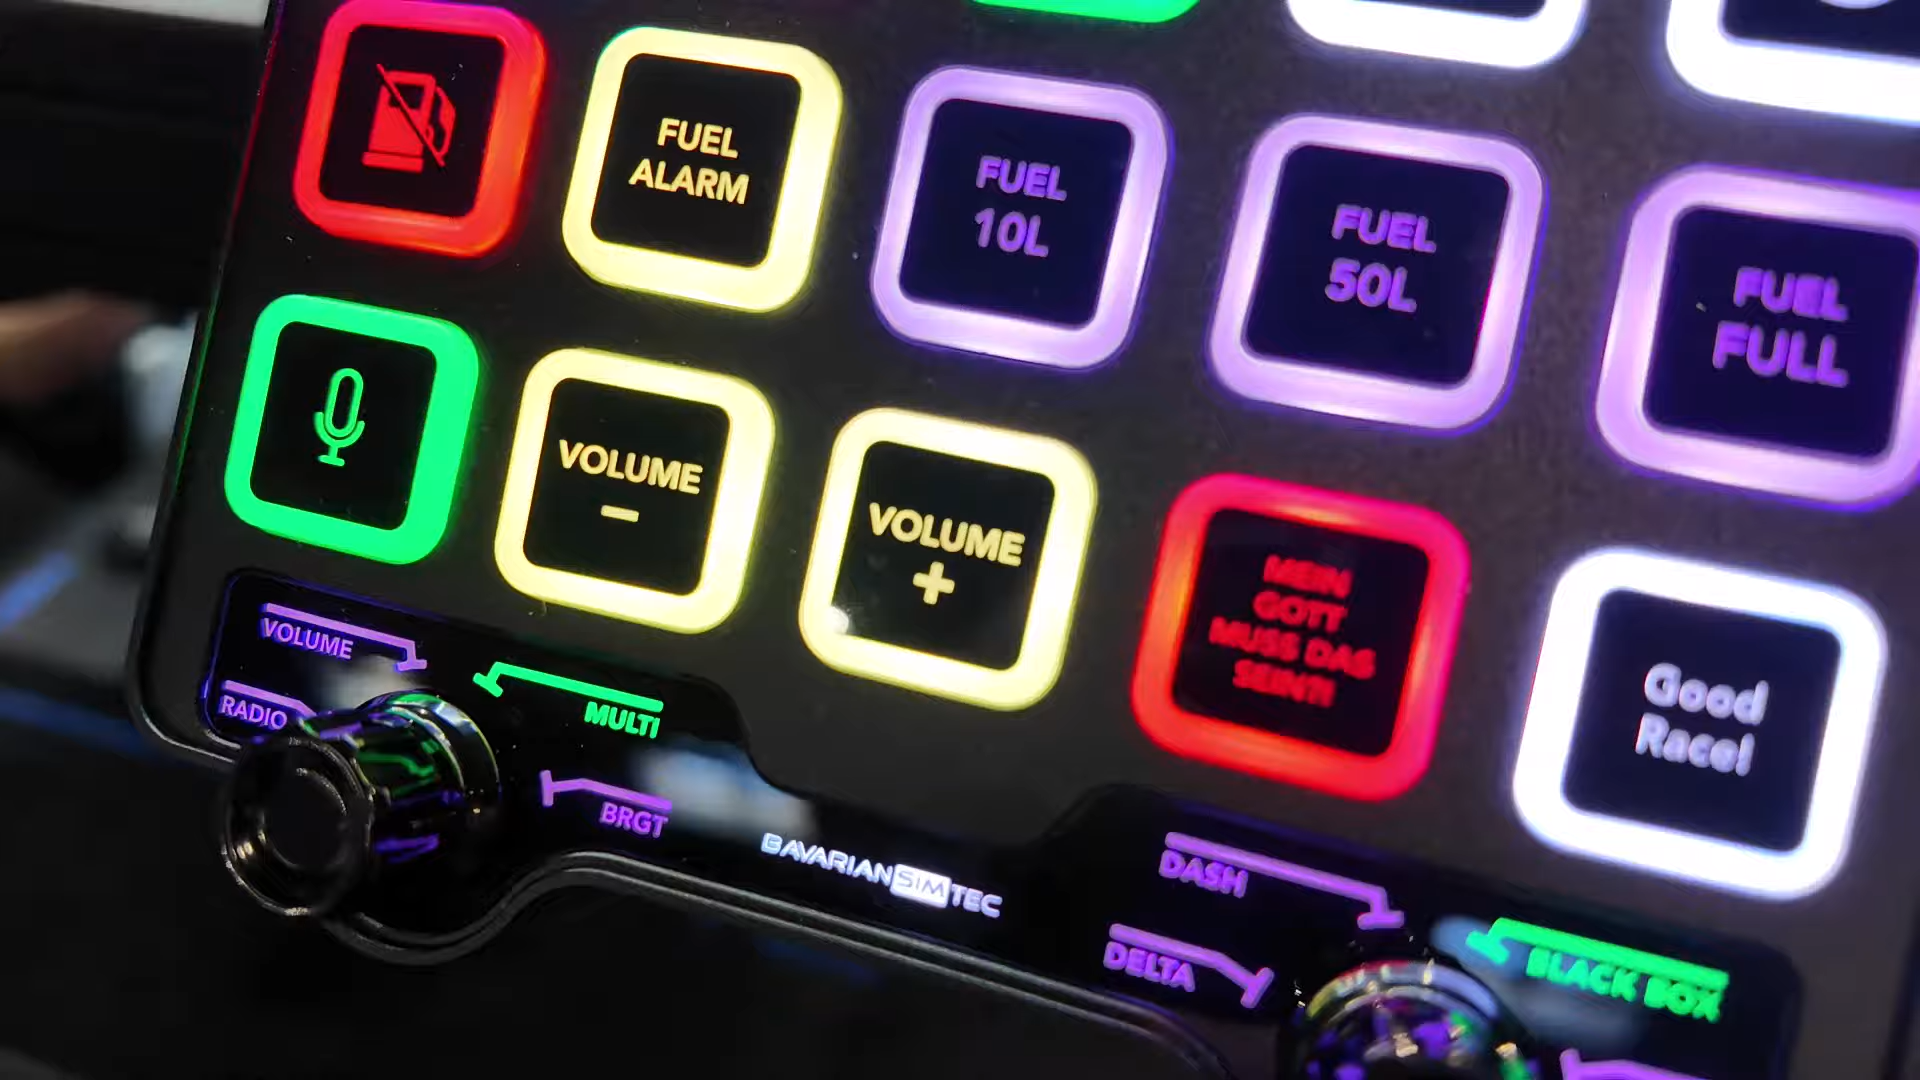 FUEL
ALARM
FUEL
10L
FUEL
50L
FUEL
FULL
VOLUME
-
VOLUME
+
MEIN
GOTT
MUSS DAS
SEIN?!
Good
Race!
VOLUME
RADIO
MULTI
BRGT
BAVARIANSIMTEC
DASH
DELTA
BLACK BOX